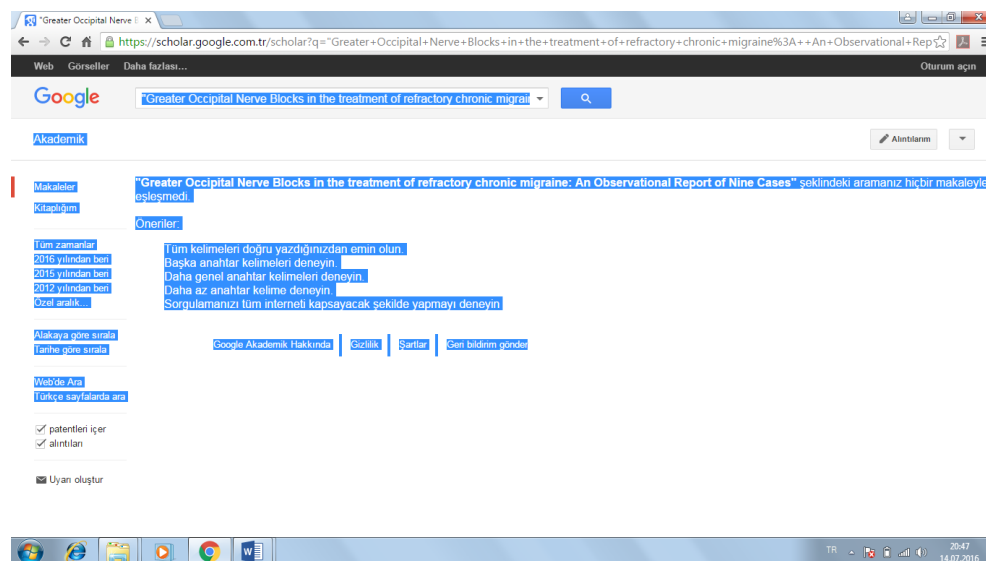 "Greater Occipital Nerve B
https://scholar.google.com.tr/scholar?q="Greater+Occipital+Nerve+Blocks+in+the+treatment+of+refractory+chronic+migraine%3A++An+Observational+Rep
Web Görseller Daha fazlası... Oturum açın
Google "Greater Occipital Nerve Blocks in the treatment of refractory chronic migrain
Akademik Alıntılarım
Makaleler
Kitaplığım
Tüm zamanlar
2016 yılından beri
2015 yılından beri
2012 yılından beri
Özel aralık...
Alakaya göre sırala
Tarihe göre sırala
Web'de Ara
Türkçe sayfalarda ara
patentleri içer
alıntıları
Uyarı oluştur
"Greater Occipital Nerve Blocks in the treatment of refractory chronic migraine: An Observational Report of Nine Cases" şeklindeki aramanız hiçbir makaleyle
eşleşmedi.
Öneriler:
Tüm kelimeleri doğru yazdığınızdan emin olun.
Başka anahtar kelimeleri deneyin.
Daha genel anahtar kelimeleri deneyin.
Daha az anahtar kelime deneyin.
Sorgulamanızı tüm interneti kapsayacak şekilde yapmayı deneyin
Google Akademik Hakkında Gizlilik Şartlar Geri bildirim gönder
TR 20:47
14.07.2016